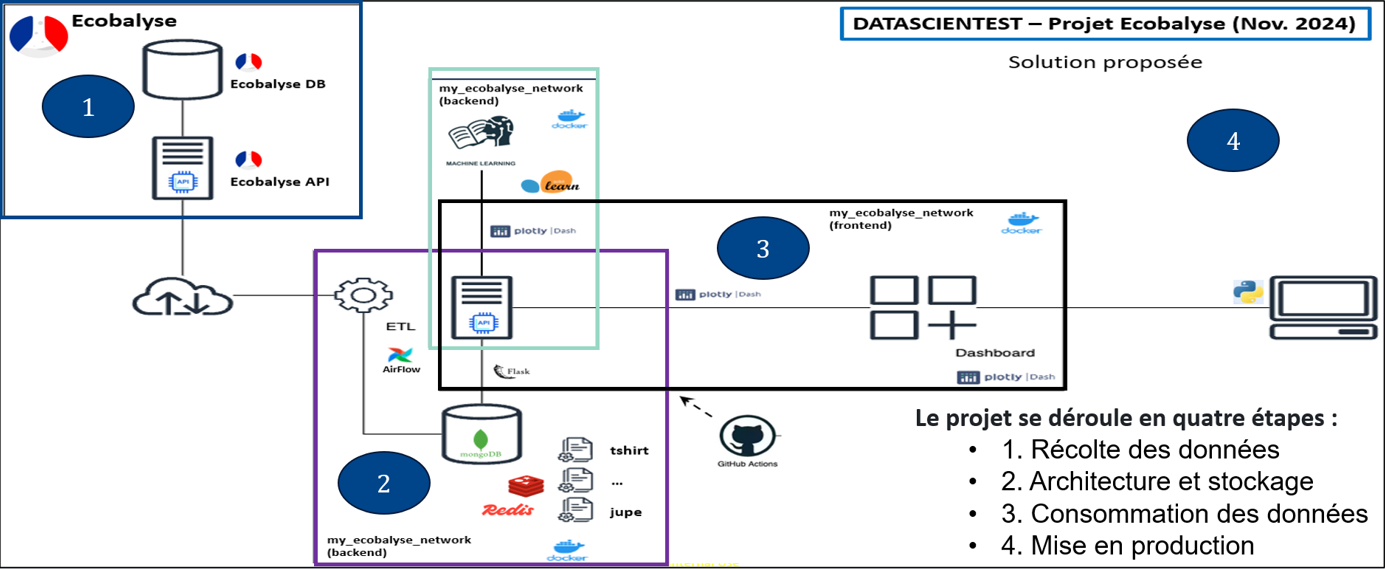 Ecobalyse
DATASCIENTEST – Projet Ecobalyse (Nov. 2024)
Solution proposée
1
Ecobalyse DB
API
Ecobalyse API
my_ecobalyse_network
(backend)
docker
MACHINE LEARNING
learn
4
my_ecobalyse_network
(frontend)
docker
plotly | Dash
3
ETL
AirFlow
API
plotly | Dash
Flask
Dashboard
plotly | Dash
mongoDB
GitHub Actions
2
Redis
tshirt
...
jupe
my_ecobalyse_network
(backend)
docker
Le projet se déroule en quatre étapes :
• 1. Récolte des données
• 2. Architecture et stockage
• 3. Consommation des données
• 4. Mise en production